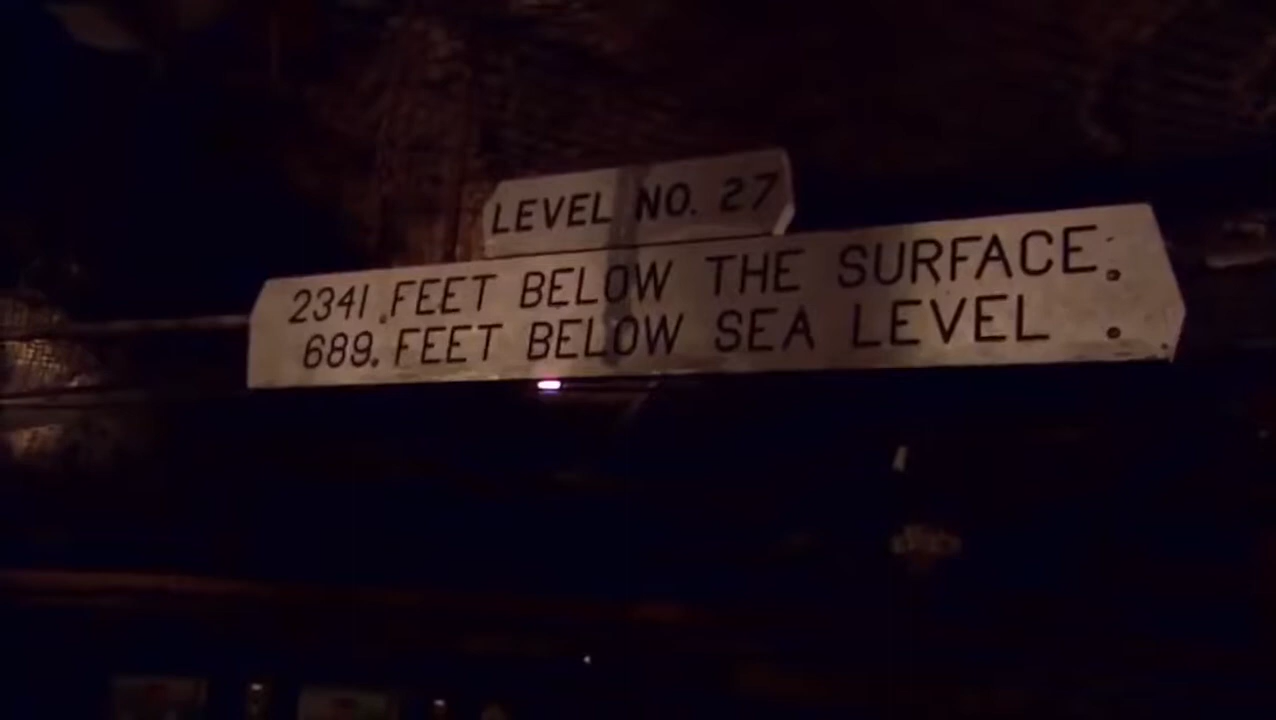 LEVEL NO. 27
2341 .FEET BELOW THE SURFACE.
689. FEET BELOW SEA LEVEL .